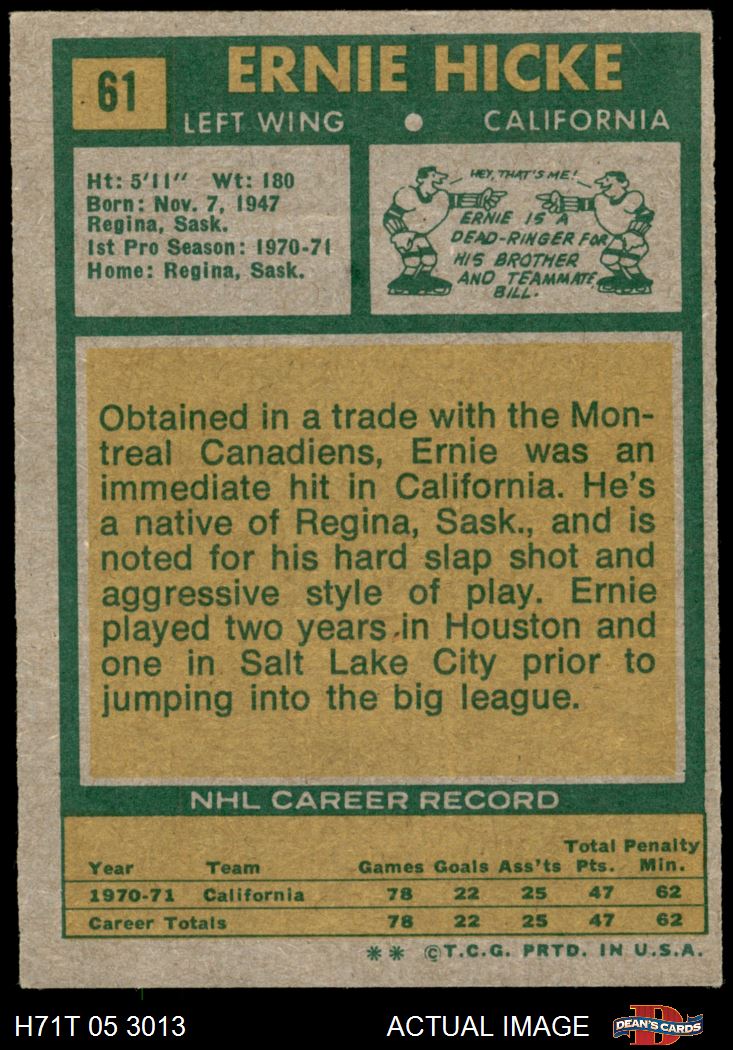 61
ERNIE HICKE
LEFT WING • CALIFORNIA
Ht: 5'11" Wt: 180
Born: Nov. 7, 1947
Regina, Sask.
1st Pro Season: 1970-71
Home: Regina, Sask.
HEY, THAT'S ME!
ERNIE IS A
DEAD-RINGER FOR
HIS BROTHER
AND TEAMMATE
BILL.
Obtained in a trade with the Mon-
treal Canadiens, Ernie was an
immediate hit in California. He's
a native of Regina, Sask., and is
noted for his hard slap shot and
aggressive style of play. Ernie
played two years in Houston and
one in Salt Lake City prior to
jumping into the big league.
NHL CAREER RECORD
Total Penalty
Year Team Games Goals Ass'ts Pts. Min.
1970-71 California 78 22 25 47 62
Career Totals 78 22 25 47 62
** ©T.C.G. PRTD. IN U.S.A.
H71T 05 3013 ACTUAL IMAGE D DEAN'S CARDS